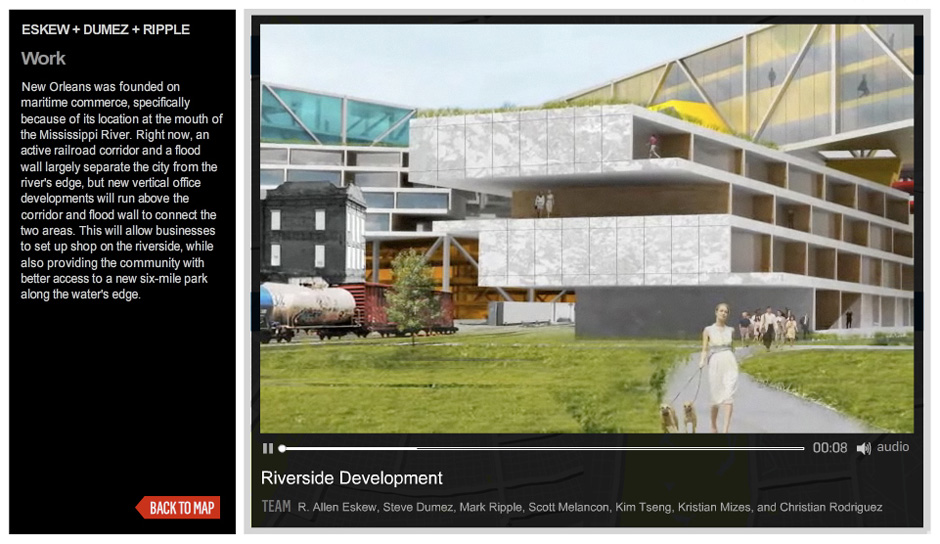 ESKEW + DUMEZ + RIPPLE
Work
New Orleans was founded on
maritime commerce, specifically
because of its location at the mouth of
the Mississippi River. Right now, an
active railroad corridor and a flood
wall largely separate the city from the
river's edge, but new vertical office
developments will run above the
corridor and flood wall to connect the
two areas. This will allow businesses
to set up shop on the riverside, while
also providing the community with
better access to a new six-mile park
along the water's edge.
BACK TO MAP
00:08 audio
Riverside Development
TEAM R. Allen Eskew, Steve Dumez, Mark Ripple, Scott Melancon, Kim Tseng, Kristian Mizes, and Christian Rodriguez